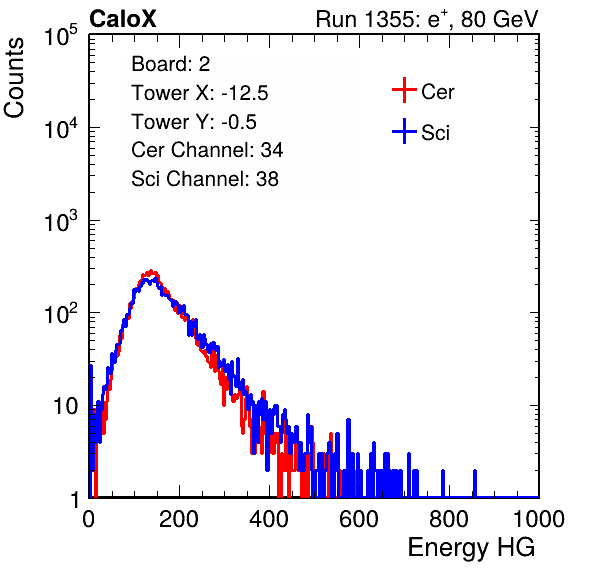 CaloX Run 1355: e⁺, 80 GeV
Counts
10⁵
10⁴
10³
10²
10
1
Board: 2
Tower X: -12.5
Tower Y: -0.5
Cer Channel: 34
Sci Channel: 38
Cer
Sci
0 200 400 600 800 1000
Energy HG